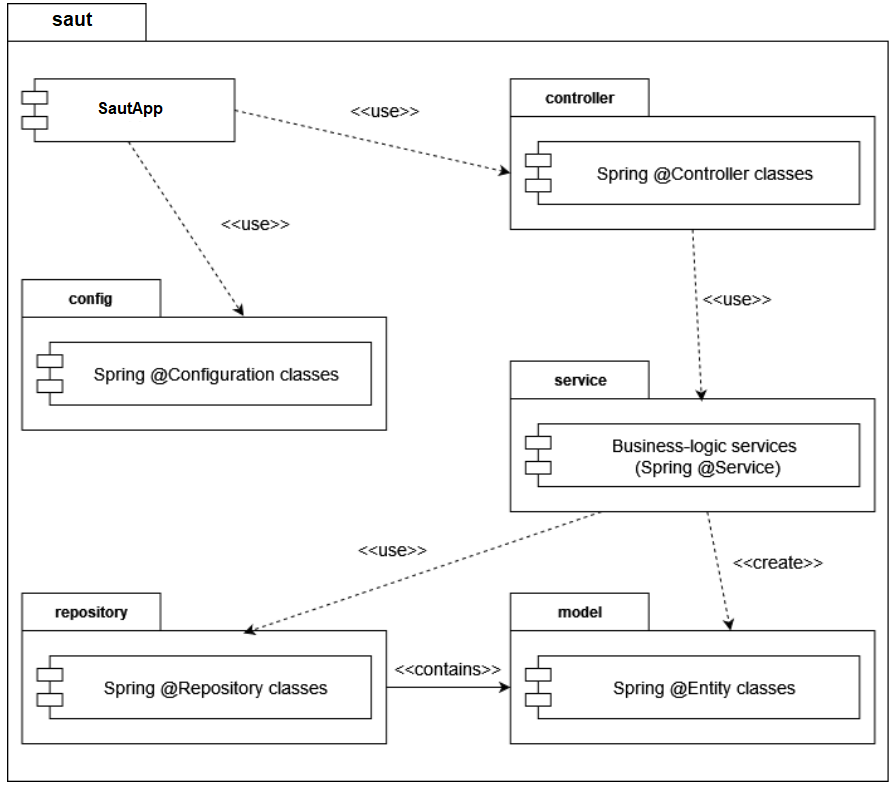 saut
SautApp
<<use>>
controller
Spring @Controller classes
<<use>>
config
Spring @Configuration classes
<<use>>
service
Business-logic services
(Spring @Service)
<<use>>
<<create>>
repository
Spring @Repository classes
<<contains>>
model
Spring @Entity classes